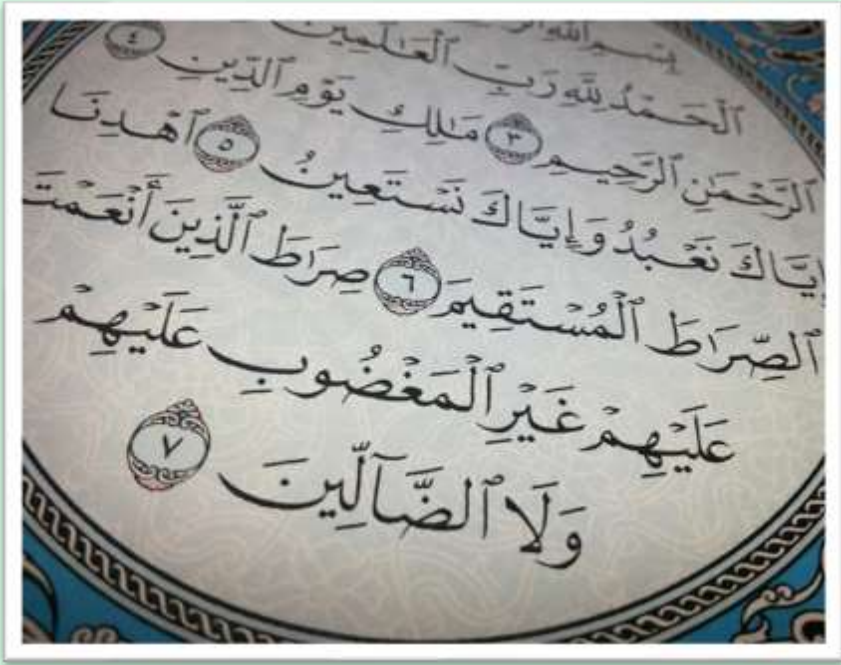 بِسْمِ ٱللَّهِ
ٱلْحَمْدُ لِلَّهِ رَبِّ ٱلْعَٰلَمِينَ
ٱلرَّحْمَٰنِ ٱلرَّحِيمِ ٣ مَٰلِكِ يَوْمِ ٱلدِّينِ ٤
إِيَّاكَ نَعْبُدُ وَإِيَّاكَ نَسْتَعِينُ ٥ ٱهْدِنَا
ٱلصِّرَٰطَ ٱلْمُسْتَقِيمَ ٦ صِرَٰطَ ٱلَّذِينَ أَنْعَمْتَ
عَلَيْهِمْ غَيْرِ ٱلْمَغْضُوبِ عَلَيْهِمْ
وَلَا ٱلضَّآلِّينَ ٧